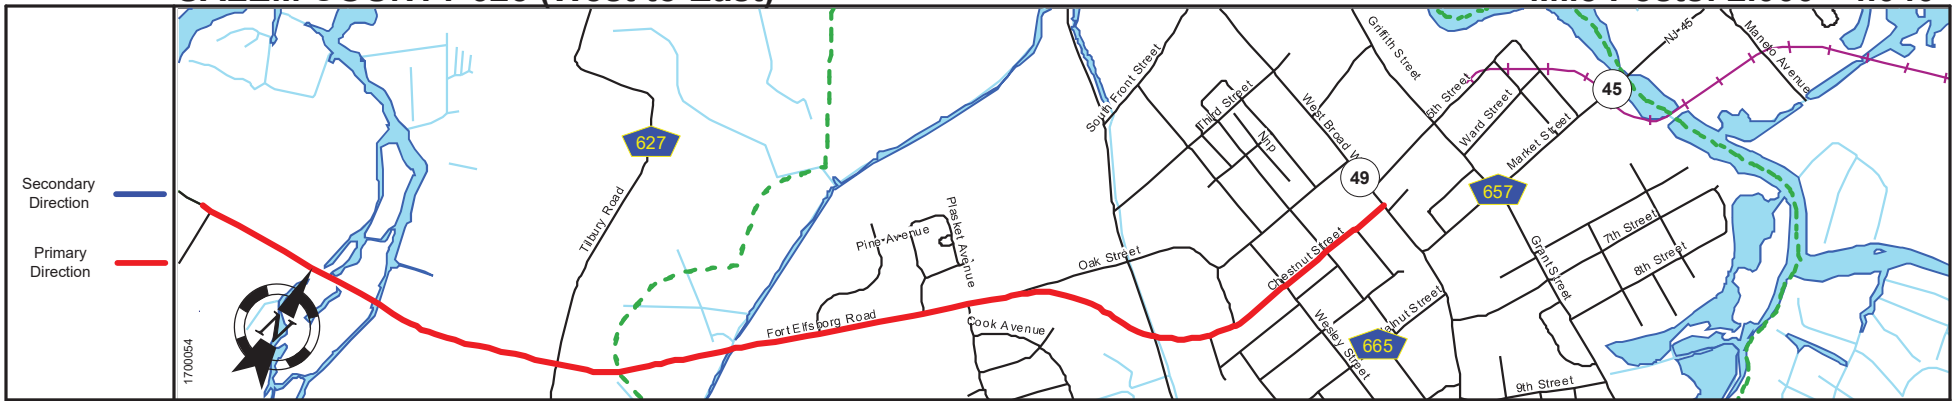 Secondary
Direction
Primary
Direction
1700054
N
627
Tilbury Road
Pine Avenue
Plasket Avenue
Fort Elfsborg Road
Cook Avenue
Oak Street
South Front Street
Third Street
Nnp
West Broad
Griffith Street
49
5th Street
Ward Street
Market Street
45
NJ-45
Maneto Avenue
657
Grant Street
7th Street
8th Street
9th Street
Chestnut Street
Wesley Street
665
Street